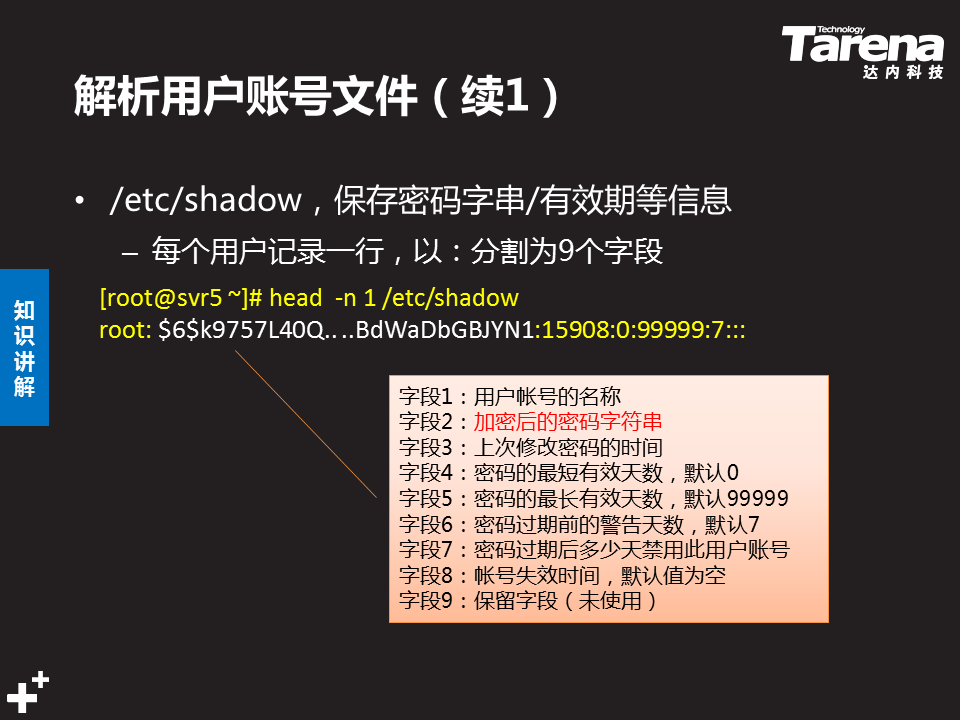 Technology
Tarena
达内科技
解析用户账号文件（续1）
• /etc/shadow，保存密码字串/有效期等信息
– 每个用户记录一行，以：分割为9个字段
[root@svr5 ~]# head  -n 1 /etc/shadow
root: $6$k9757L40Q.. ..BdWaDbGBJYN1:15908:0:99999:7:::
知
识
讲
解
字段1：用户帐号的名称
字段2：加密后的密码字符串
字段3：上次修改密码的时间
字段4：密码的最短有效天数，默认0
字段5：密码的最长有效天数，默认99999
字段6：密码过期前的警告天数，默认7
字段7：密码过期后多少天禁用此用户账号
字段8：帐号失效时间，默认值为空
字段9：保留字段（未使用）